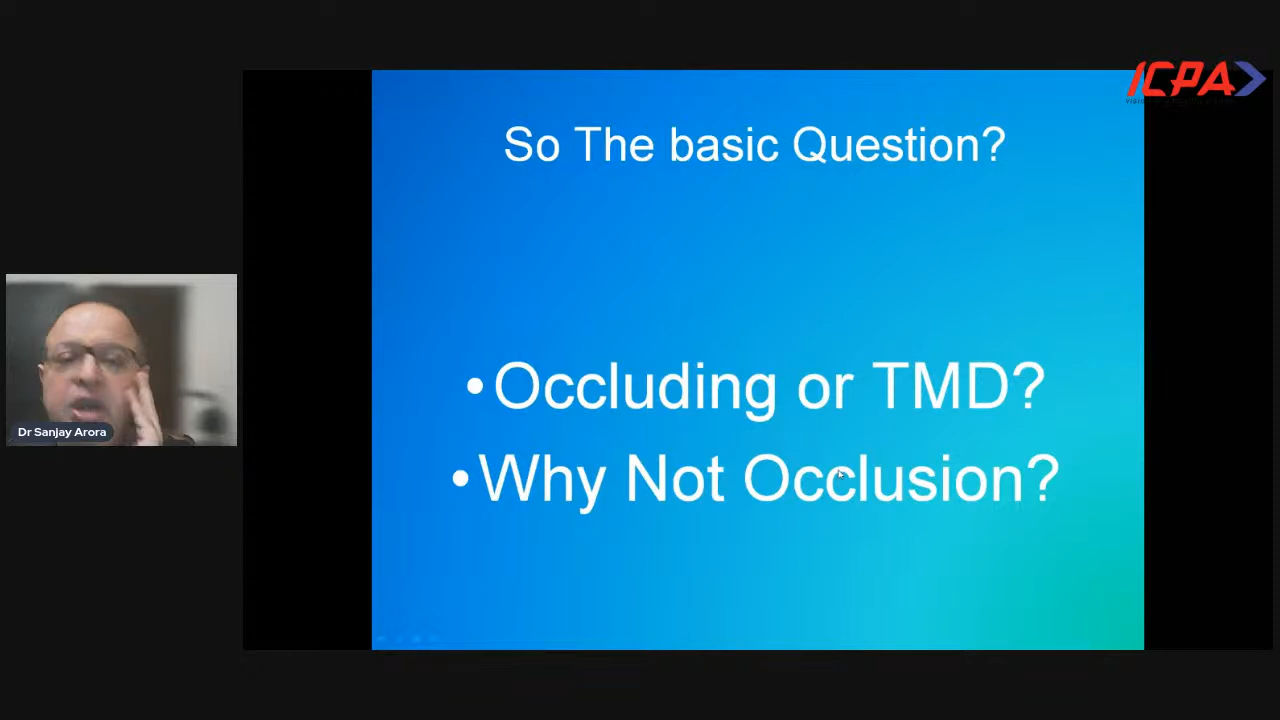 ICPA
So The basic Question?
•Occluding or TMD?
•Why Not Occlusion?
Dr Sanjay Arora